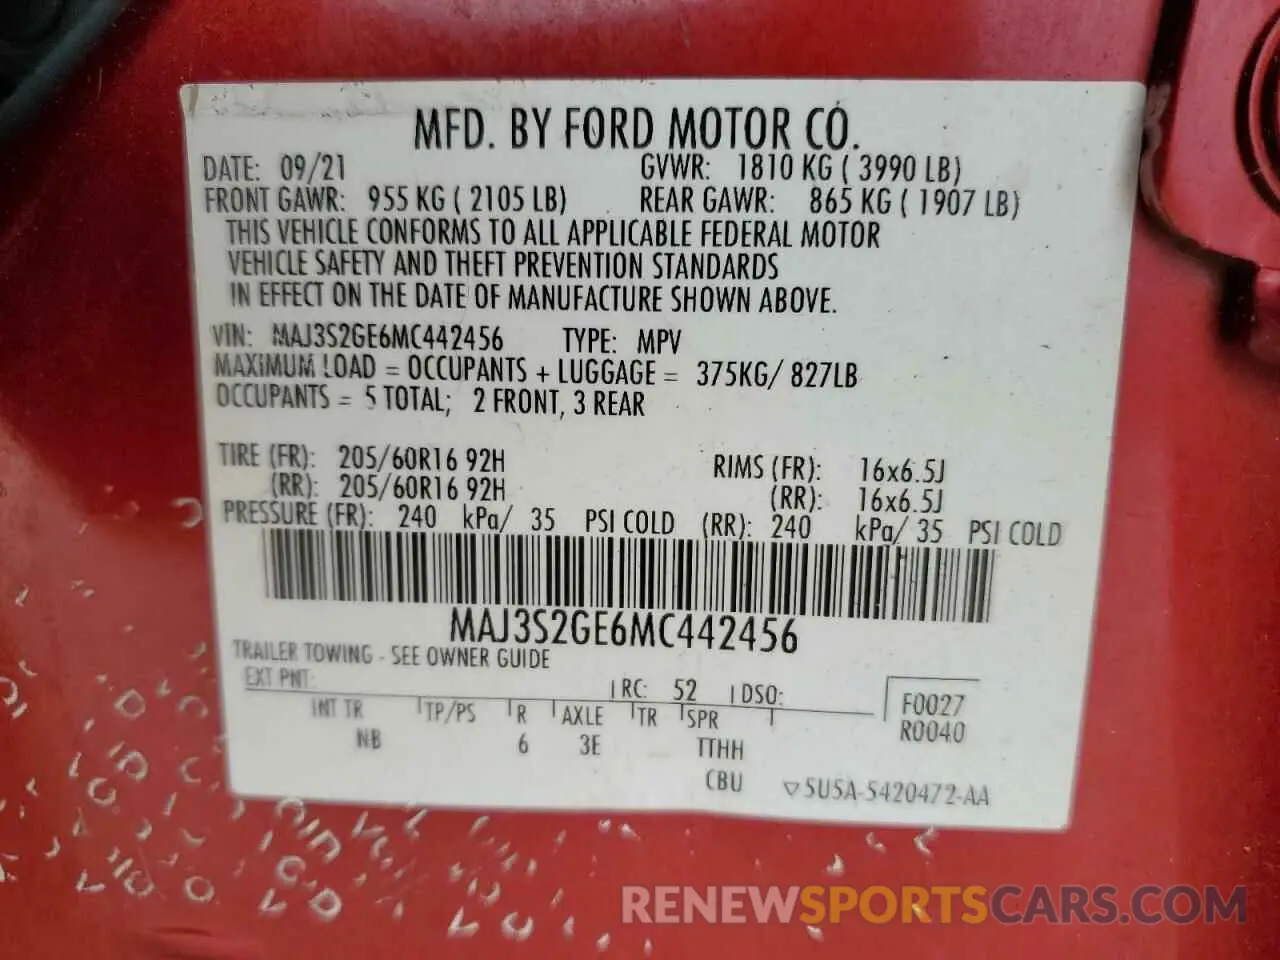 MFD. BY FORD MOTOR CO.
DATE: 09/21 GVWR: 1810 KG ( 3990 LB)
FRONT GAWR: 955 KG ( 2105 LB) REAR GAWR: 865 KG ( 1907 LB)
THIS VEHICLE CONFORMS TO ALL APPLICABLE FEDERAL MOTOR
VEHICLE SAFETY AND THEFT PREVENTION STANDARDS
IN EFFECT ON THE DATE OF MANUFACTURE SHOWN ABOVE.
VIN: MAJ3S2GE6MC442456 TYPE: MPV
MAXIMUM LOAD = OCCUPANTS + LUGGAGE = 375KG/ 827LB
OCCUPANTS = 5 TOTAL; 2 FRONT, 3 REAR
TIRE (FR): 205/60R16 92H RIMS (FR): 16x6.5J
(RR): 205/60R16 92H (RR): 16x6.5J
PRESSURE (FR): 240 kPa/ 35 PSI COLD (RR): 240 kPa/ 35 PSI COLD
MAJ3S2GE6MC442456
TRAILER TOWING - SEE OWNER GUIDE
EXT PNT: RC: 52 DSO: F0027
INT TR TP/PS R AXLE TR SPR R0040
NB 6 3E TTHH
CBU ▽5U5A-5420472-AA
RENEWSPORTSCARS.COM